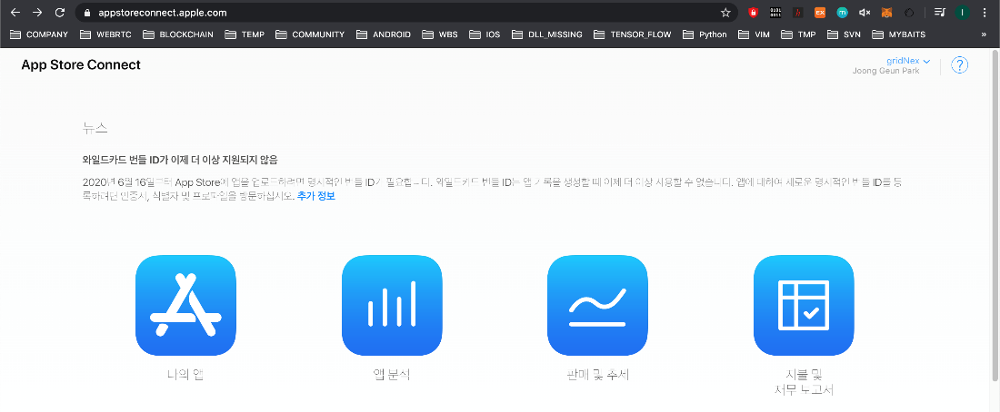 appstoreconnect.apple.com
COMPANY WEBRTC BLOCKCHAIN TEMP COMMUNITY ANDROID WBS IOS DLL_MISSING TENSOR_FLOW Python VIM TMP SVN MYBAITS »
App Store Connect
gridNex
Joong Geun Park
?
뉴스
와일드카드 번들 ID가 이제 더 이상 지원되지 않음
2020년 6월 16일부터 App Store에 앱을 업로드하려면 명시적인 번들 ID가 필요합니다. 와일드카드 번들 ID는 앱 기록을 생성할 때 이제 더 이상 사용할 수 없습니다. 앱에 대하여 새로운 명시적인 번들 ID를 등
록하려면 인증서, 식별자 및 프로파일을 방문하십시오. 추가 정보
나의 앱
앱 분석
판매 및 추세
지불 및
재무 보고서